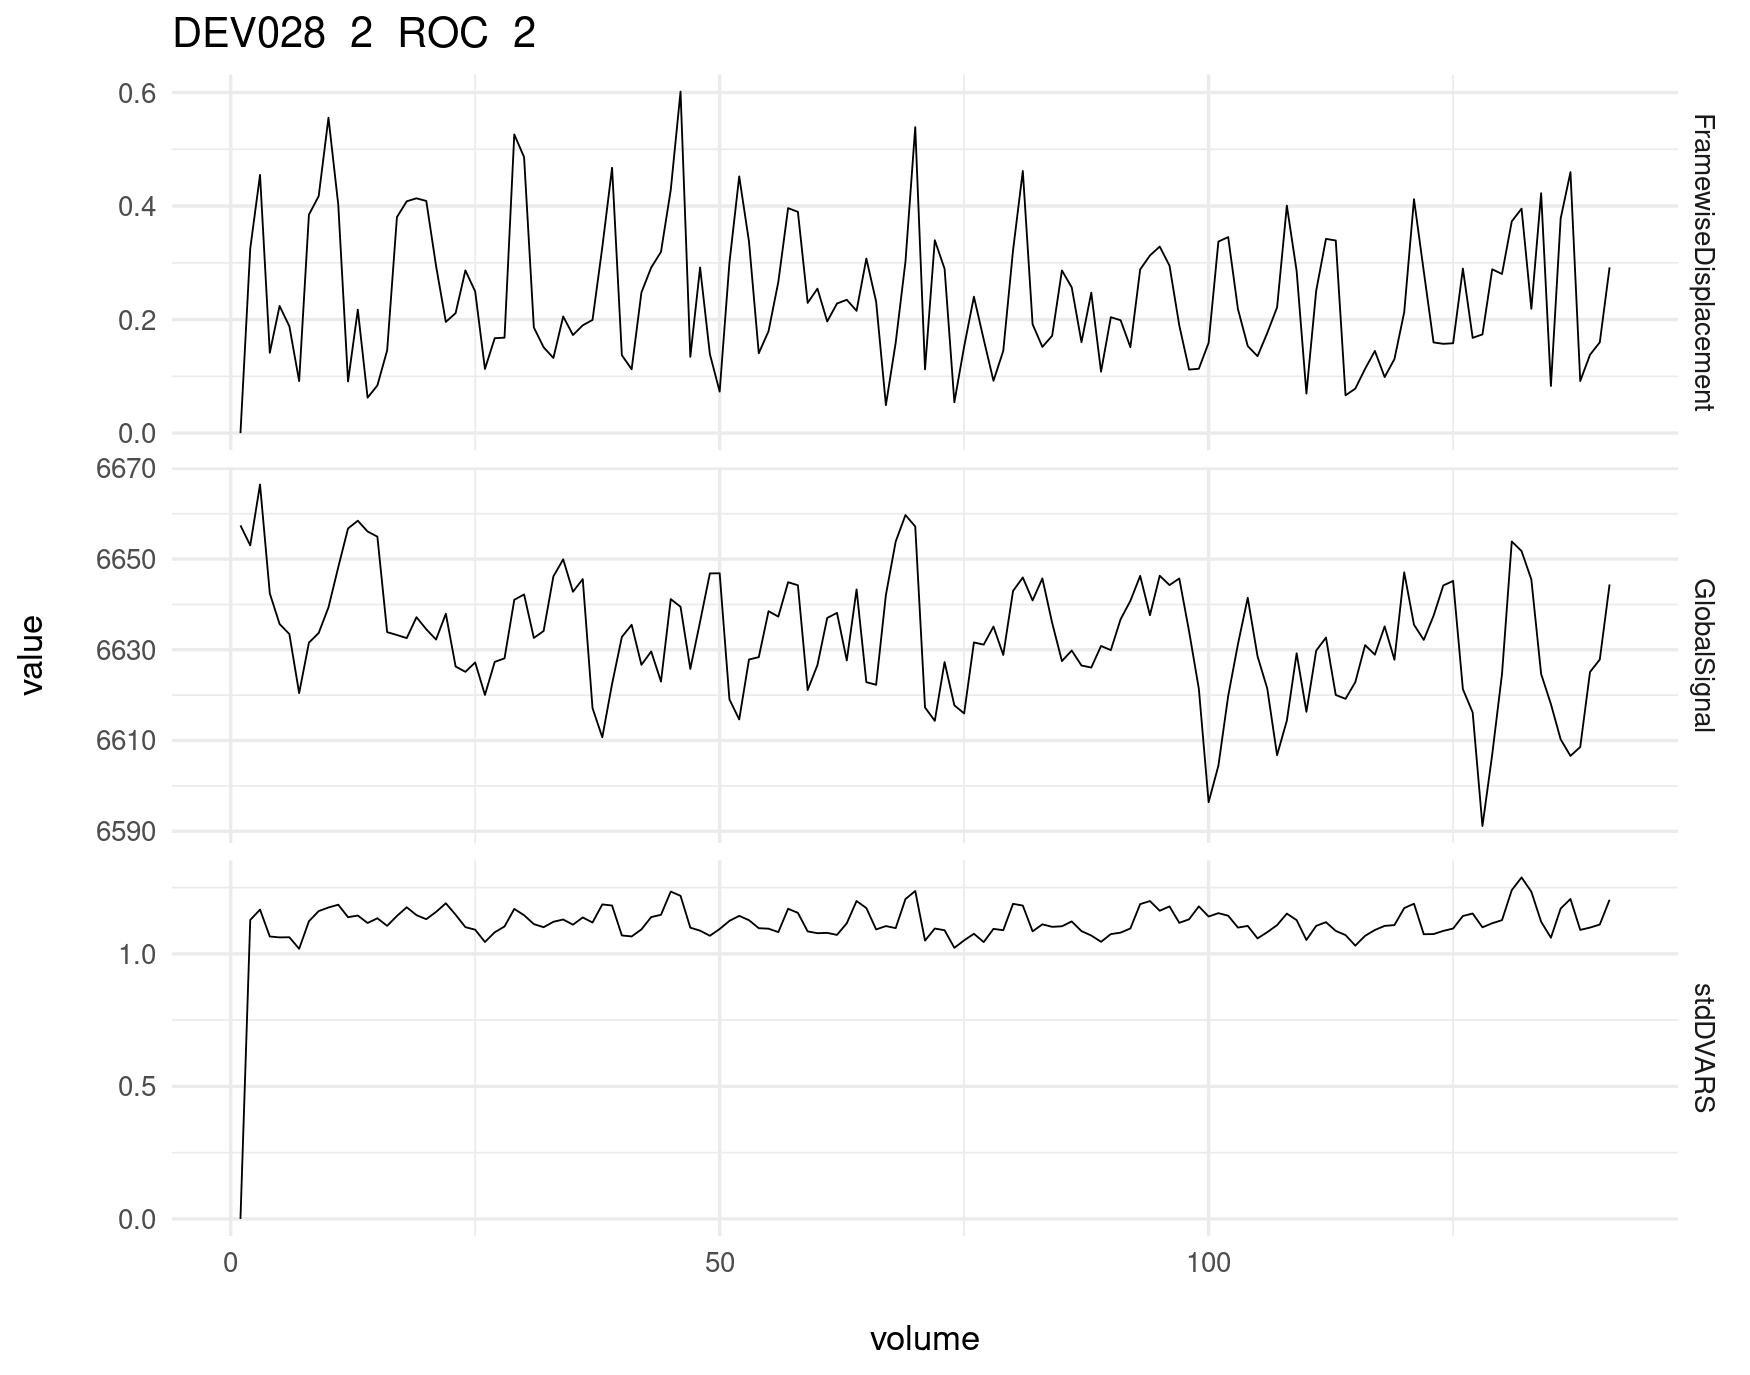 DEV028  2  ROC  2
0.6
0.4
0.2
0.0
FramewiseDisplacement
6670
6650
6630
6610
6590
GlobalSignal
value
1.0
0.5
0.0
stdDVARS
0 50 100
volume